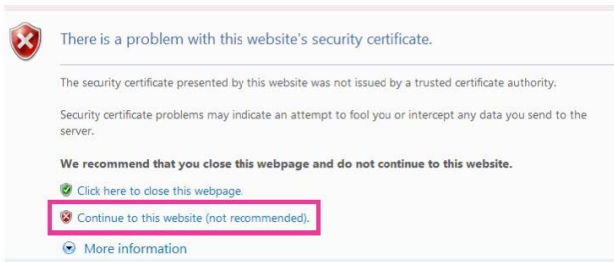 There is a problem with this website's security certificate.
The security certificate presented by this website was not issued by a trusted certificate authority.
Security certificate problems may indicate an attempt to fool you or intercept any data you send to the
server.
We recommend that you close this webpage and do not continue to this website.
Click here to close this webpage.
Continue to this website (not recommended).
More information